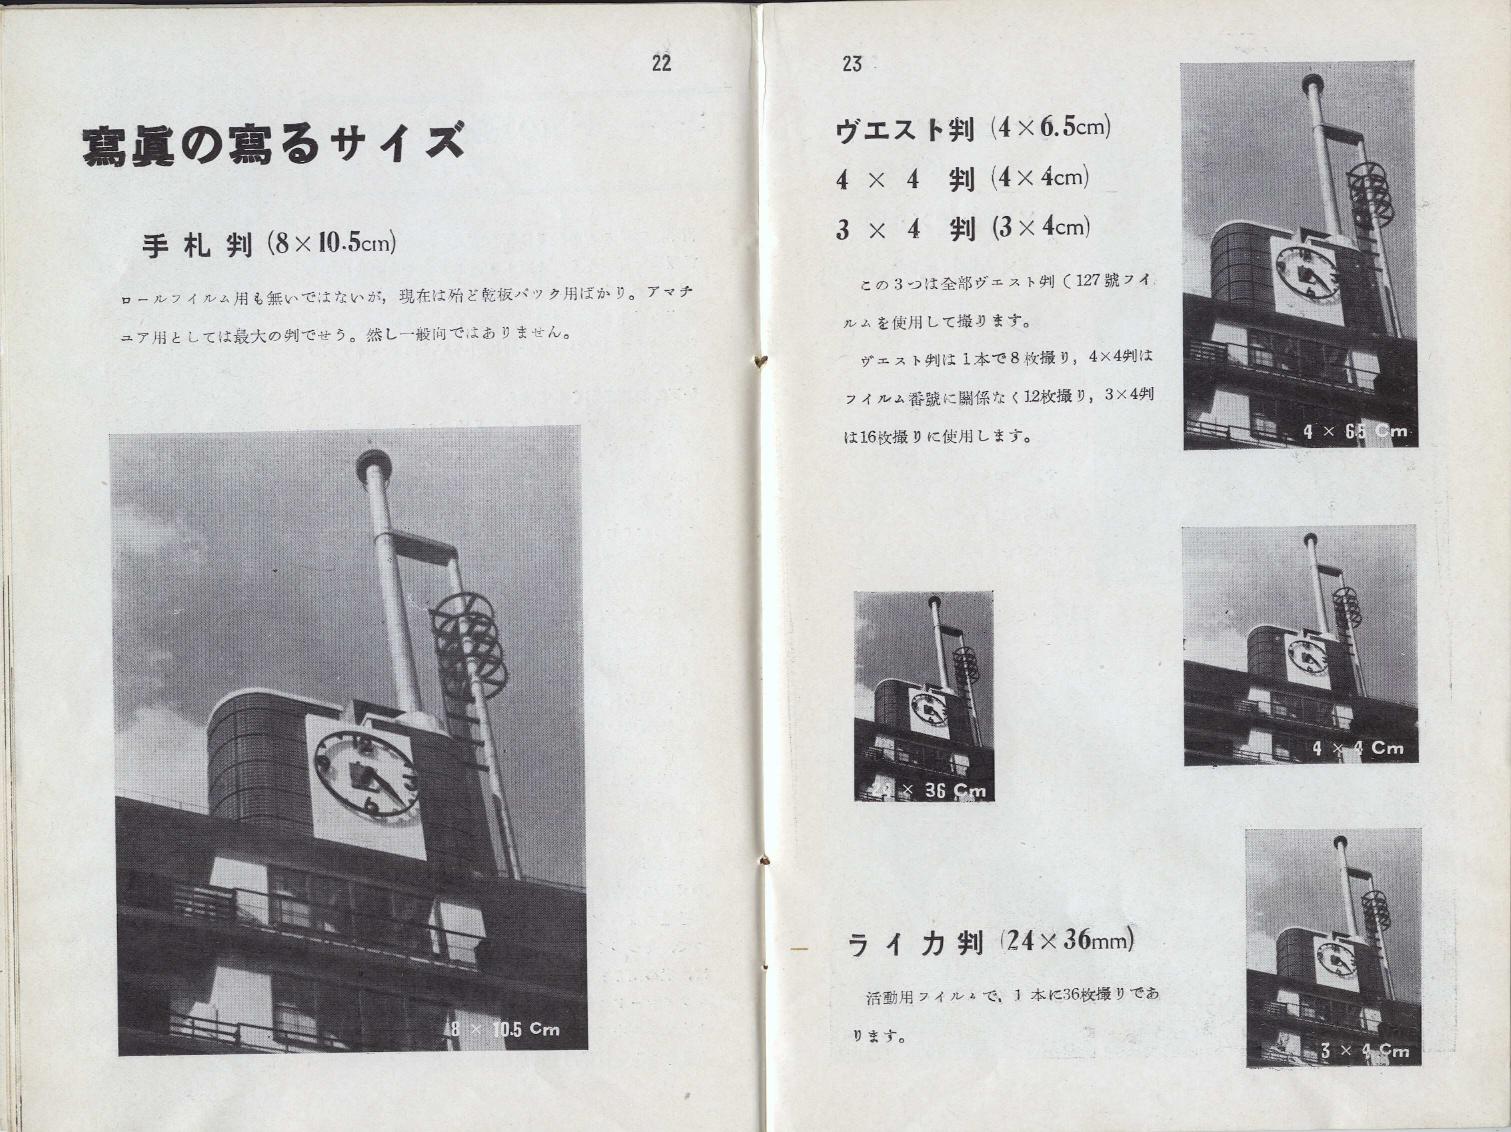 22
寫眞の寫るサイズ
手札判 (8×10.5cm)
ロールフイルム用も無いではないが，現在は殆ど乾板パツク用ばかり。アマチ
ユア用としては最大の判でせう。然し一般向ではありません。
8 × 10.5 Cm
23
ヴエスト判 (4×6.5cm)
4 × 4 判 (4×4cm)
3 × 4 判 (3×4cm)
この3つは全部ヴエスト判（127號フイ
ルムを使用して撮ります。
ヴエスト判は1本で8枚撮り，4×4判は
フイルム番號に關係なく12枚撮り，3×4判
は16枚撮りに使用します。
4 × 65 Cm
4 × 4 Cm
24 × 36 Cm
ライカ判 (24×36mm)
活動用フイルムで，1本に36枚撮りであ
ります。
3 × 4 Cm